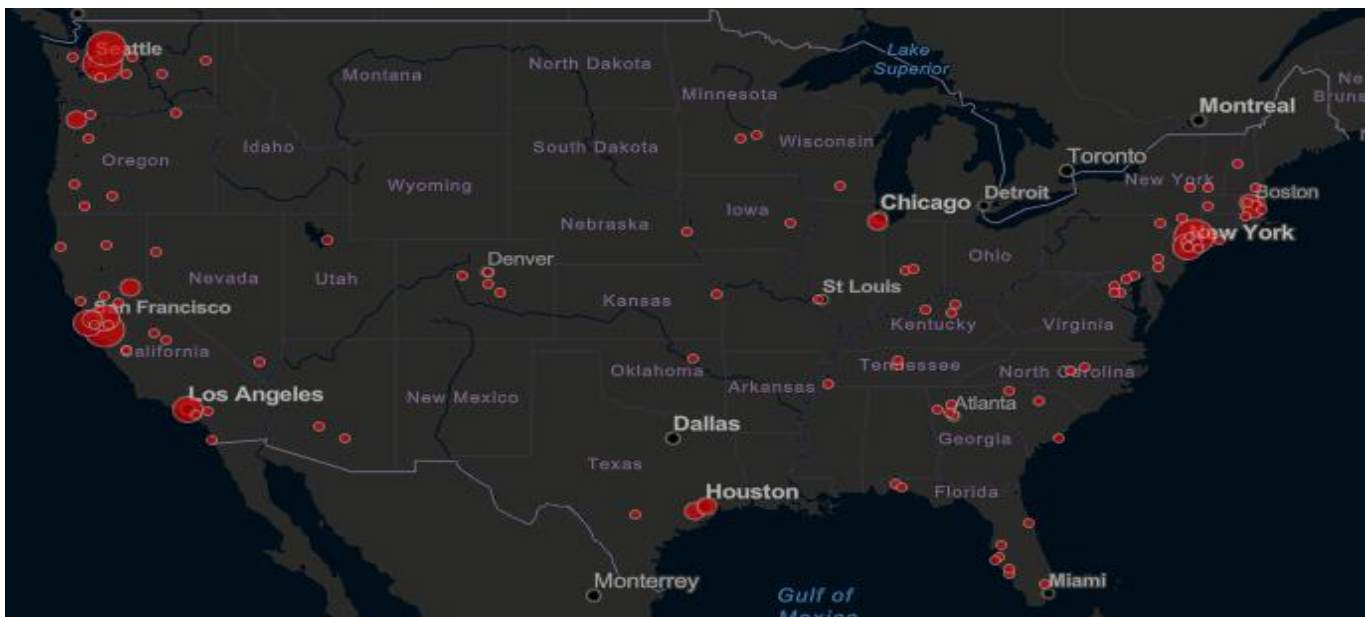 Seattle
Lake
Superior
North Dakota
Montana
Minnesota
Montreal
Wisconsin
Oregon
Idaho
South Dakota
Toronto
Wyoming
New York
Detroit
Boston
Chicago
Iowa
Nebraska
New York
Denver
Ohio
Nevada
Utah
St Louis
Kansas
San Francisco
Kentucky
Virginia
California
Tennessee
Oklahoma
North Carolina
Arkansas
Los Angeles
New Mexico
Atlanta
Dallas
Georgia
Texas
Houston
Florida
Monterrey
Miami
Gulf of
Mexico